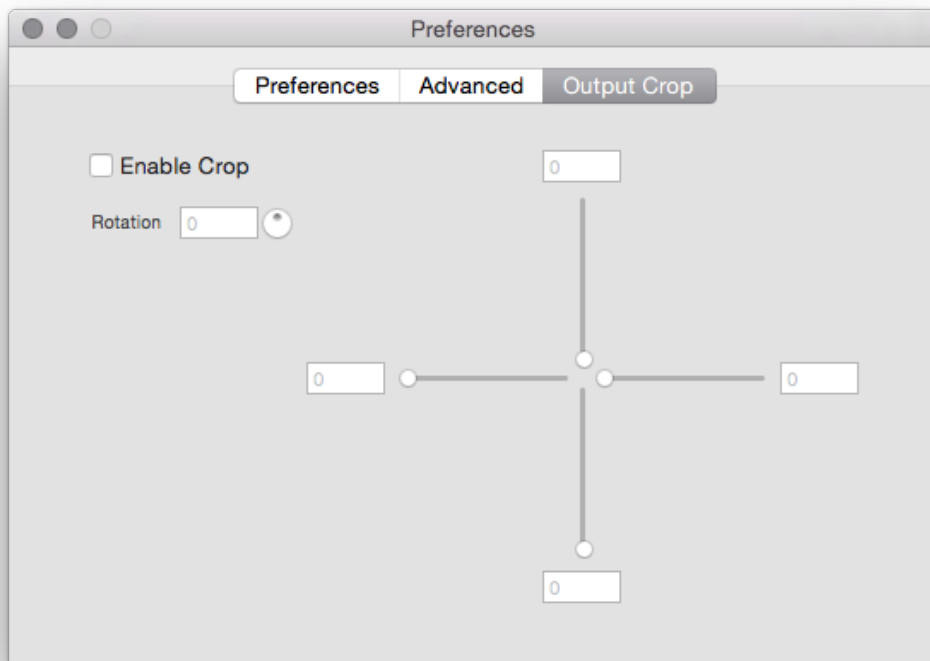 Preferences
Preferences Advanced Output Crop
Enable Crop
0
Rotation 0
0
0
0